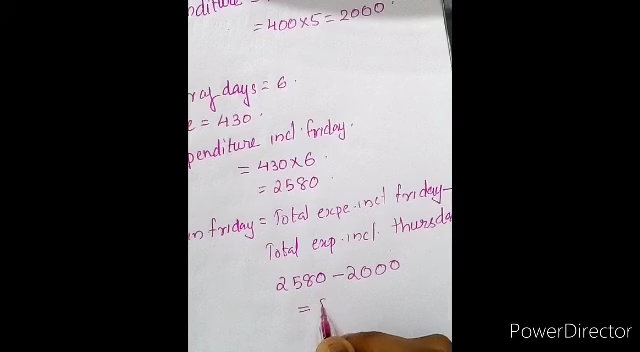 = 400×5 = 2000.
r of days = 6.
= 430.
penditure incl. friday.
= 430×6.
= 2580.
n friday = Total expe. incl friday -
Total exp. incl. thursda
2580 - 2000
=
PowerDirector